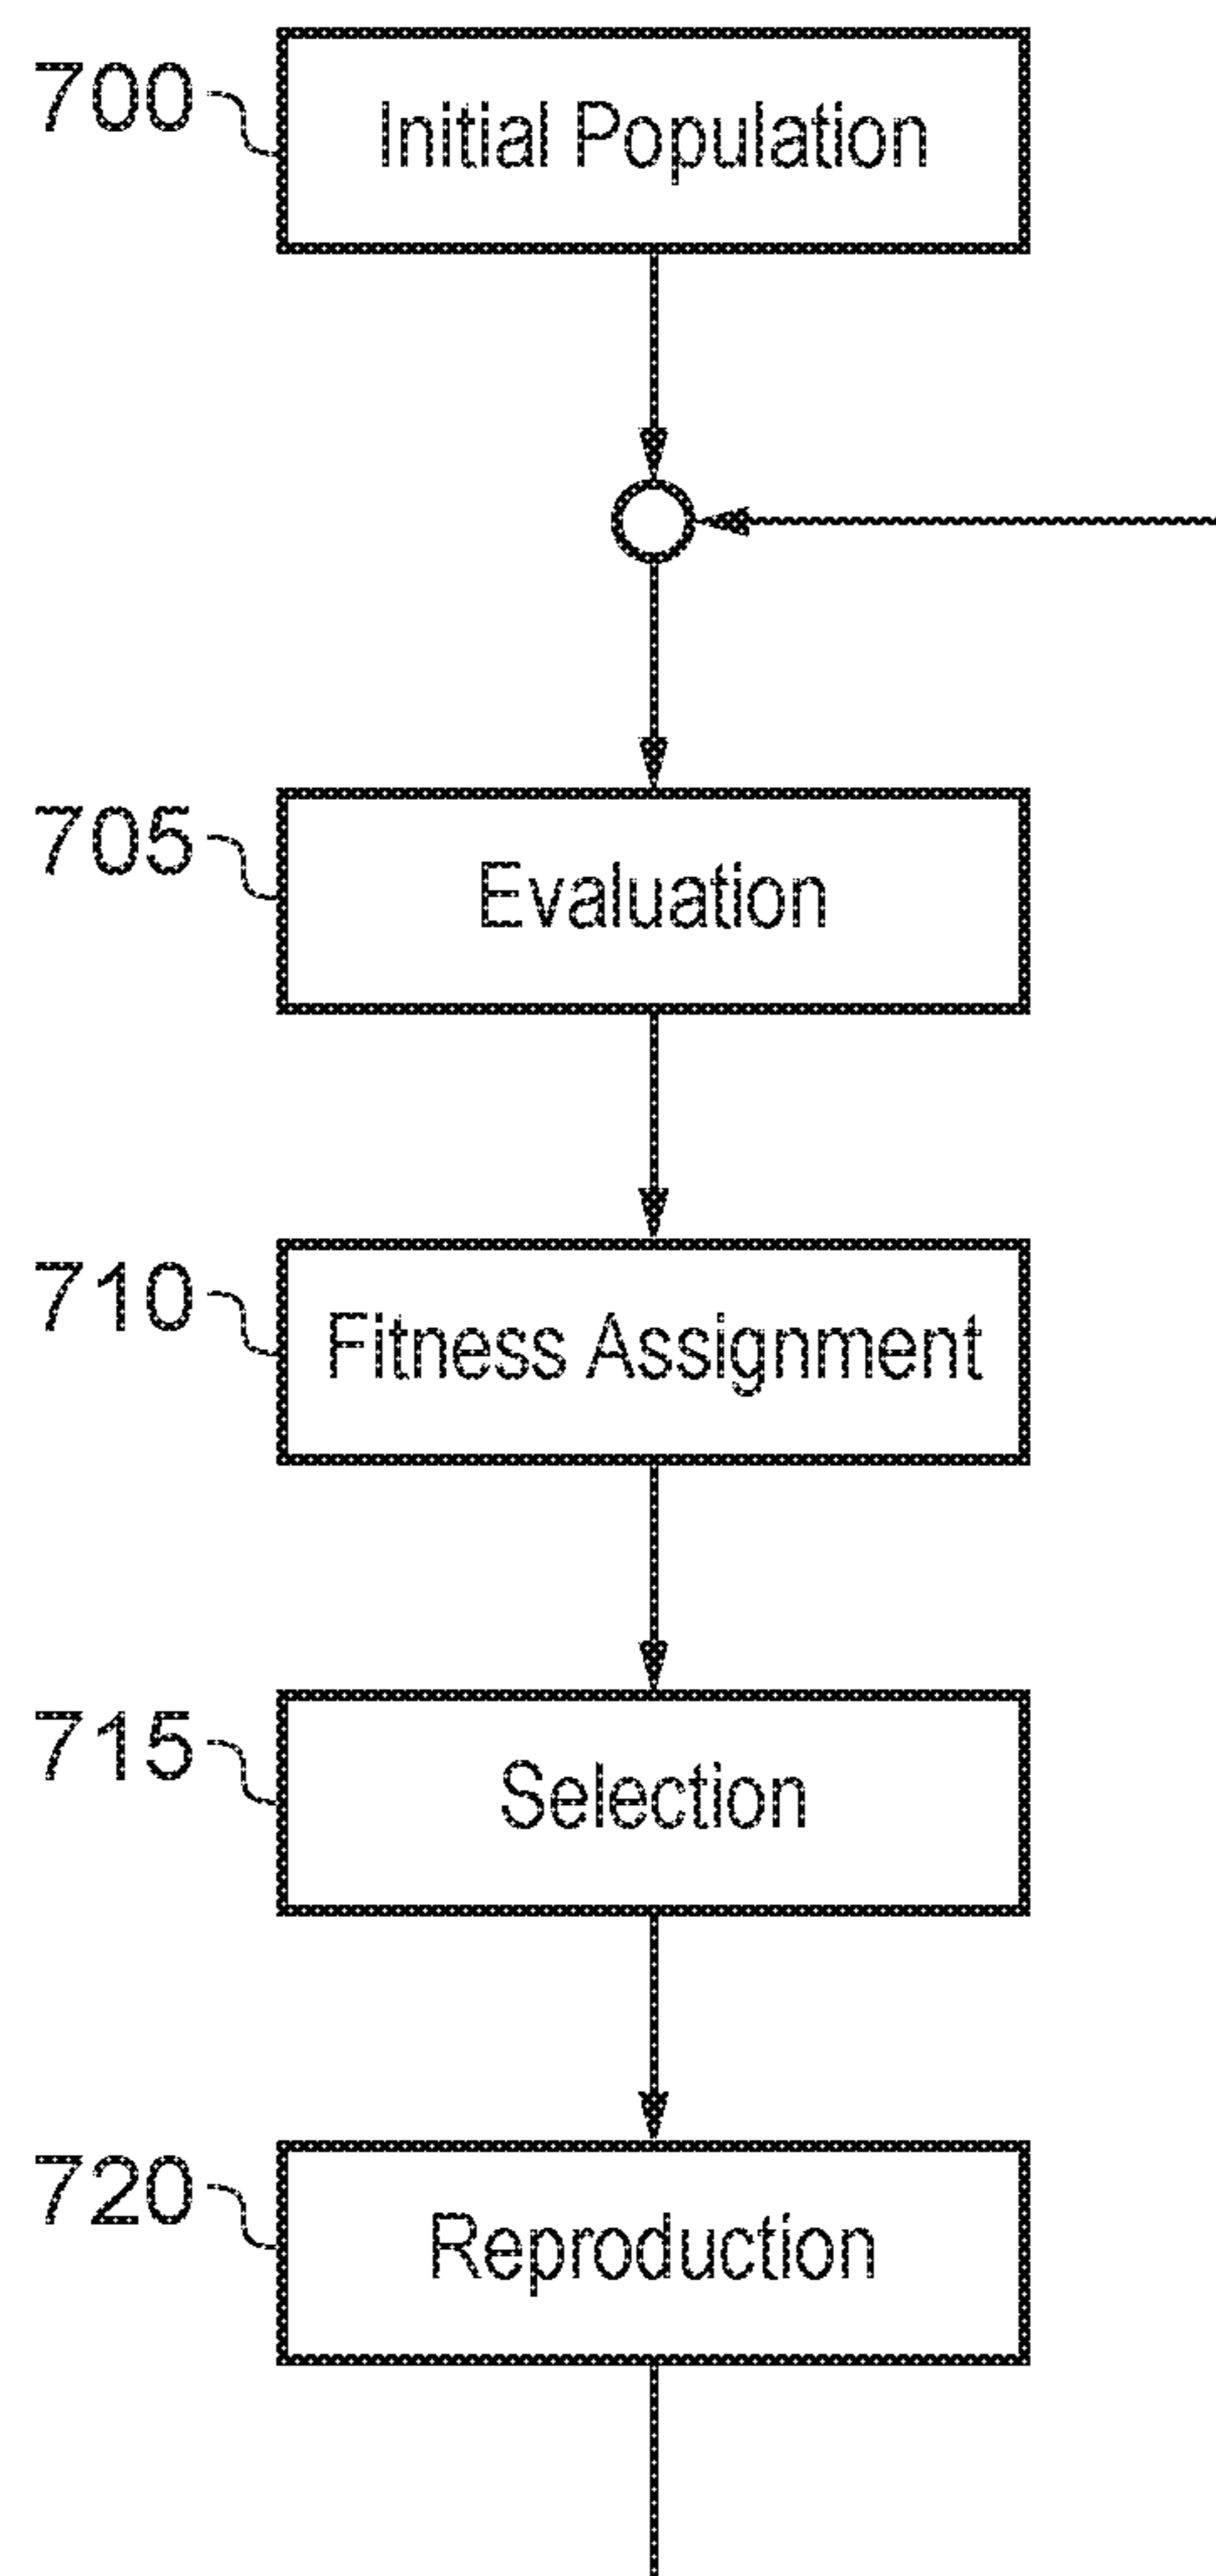 700
Initial Population
705
Evaluation
710
Fitness Assignment
715
Selection
720
Reproduction